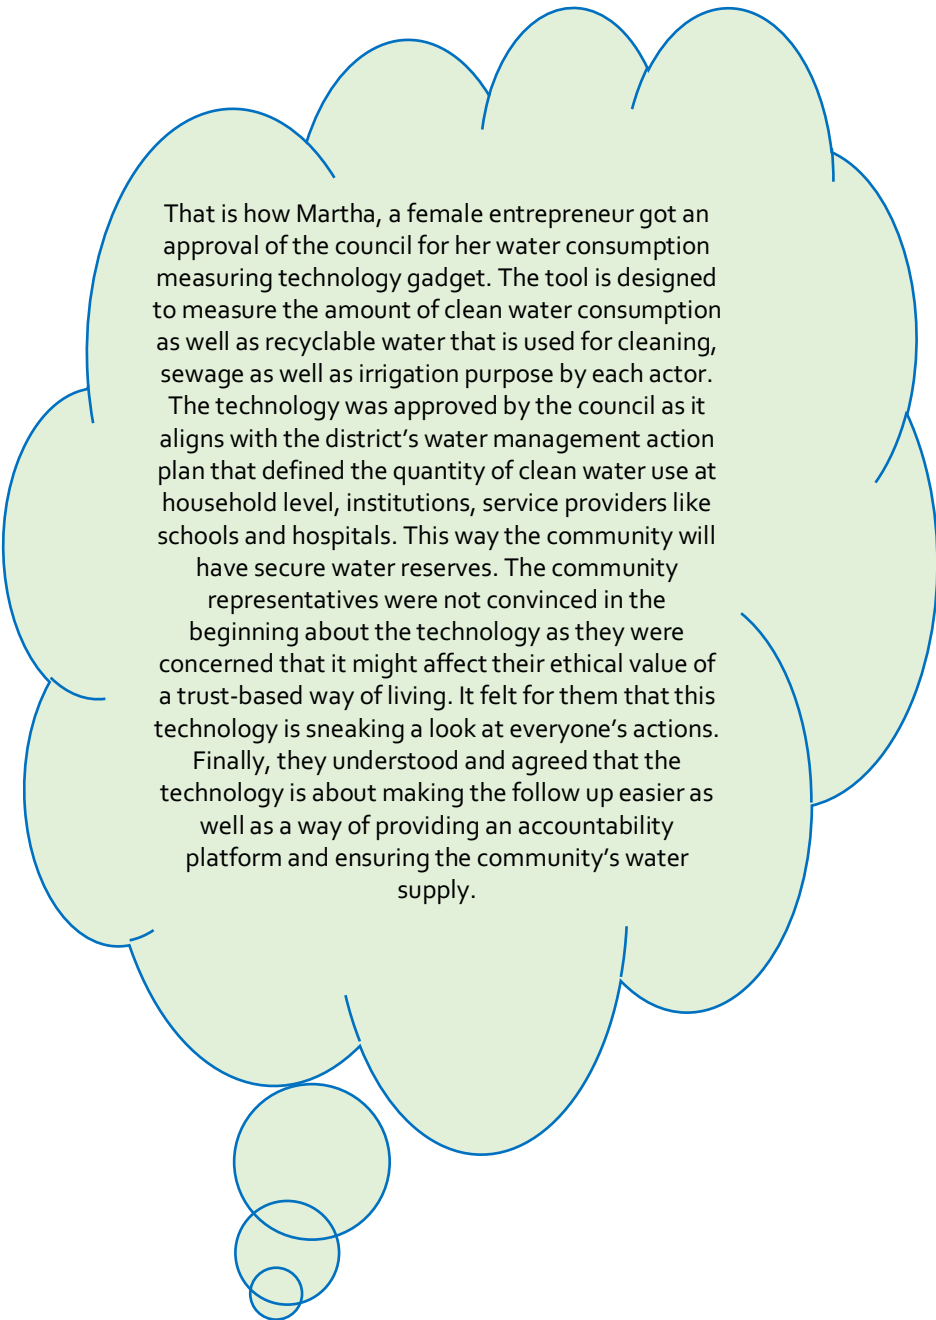 That is how Martha, a female entrepreneur got an
approval of the council for her water consumption
measuring technology gadget. The tool is designed
to measure the amount of clean water consumption
as well as recyclable water that is used for cleaning,
sewage as well as irrigation purpose by each actor.
The technology was approved by the council as it
aligns with the district’s water management action
plan that defined the quantity of clean water use at
household level, institutions, service providers like
schools and hospitals. This way the community will
have secure water reserves. The community
representatives were not convinced in the
beginning about the technology as they were
concerned that it might affect their ethical value of
a trust-based way of living. It felt for them that this
technology is sneaking a look at everyone’s actions.
Finally, they understood and agreed that the
technology is about making the follow up easier as
well as a way of providing an accountability
platform and ensuring the community’s water
supply.